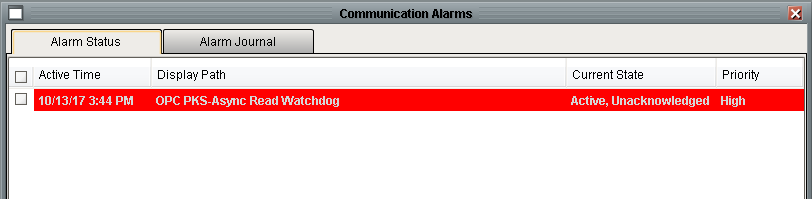 Communication Alarms
Alarm Status Alarm Journal
Active Time Display Path Current State Priority
10/13/17 3:44 PM OPC PKS-Async Read Watchdog Active, Unacknowledged High